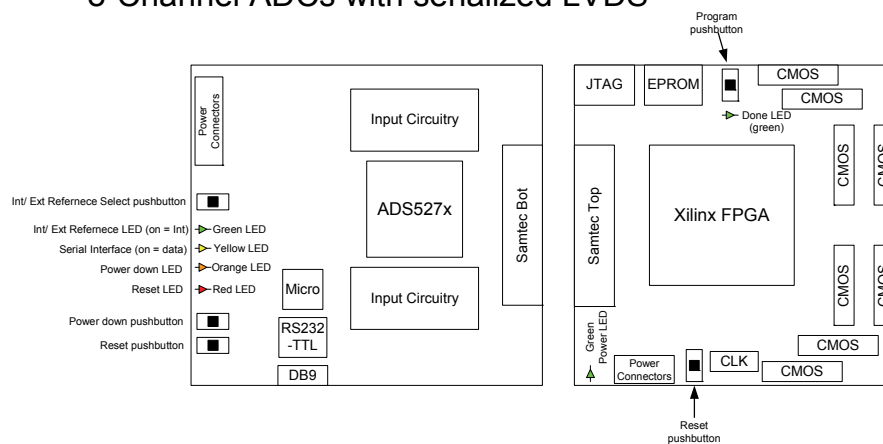 8-Channel ADCs with serialized LVDS
Program
pushbutton
Power
Connectors
Input Circuitry
JTAG
EPROM
CMOS
CMOS
Done LED
(green)
Int/ Ext Refernece Select pushbutton
Int/ Ext Refernece LED (on = Int)
Green LED
Serial Interface (on = data)
Yellow LED
Power down LED
Orange LED
Reset LED
Red LED
Power down pushbutton
Reset pushbutton
ADS527x
Samtec Bot
Samtec Top
Xilinx FPGA
CMOS
CMOS
Micro
Input Circuitry
RS232
-TTL
DB9
CMOS
CMOS
Green
Power LED
Power
Connectors
CLK
CMOS
CMOS
Reset
pushbutton